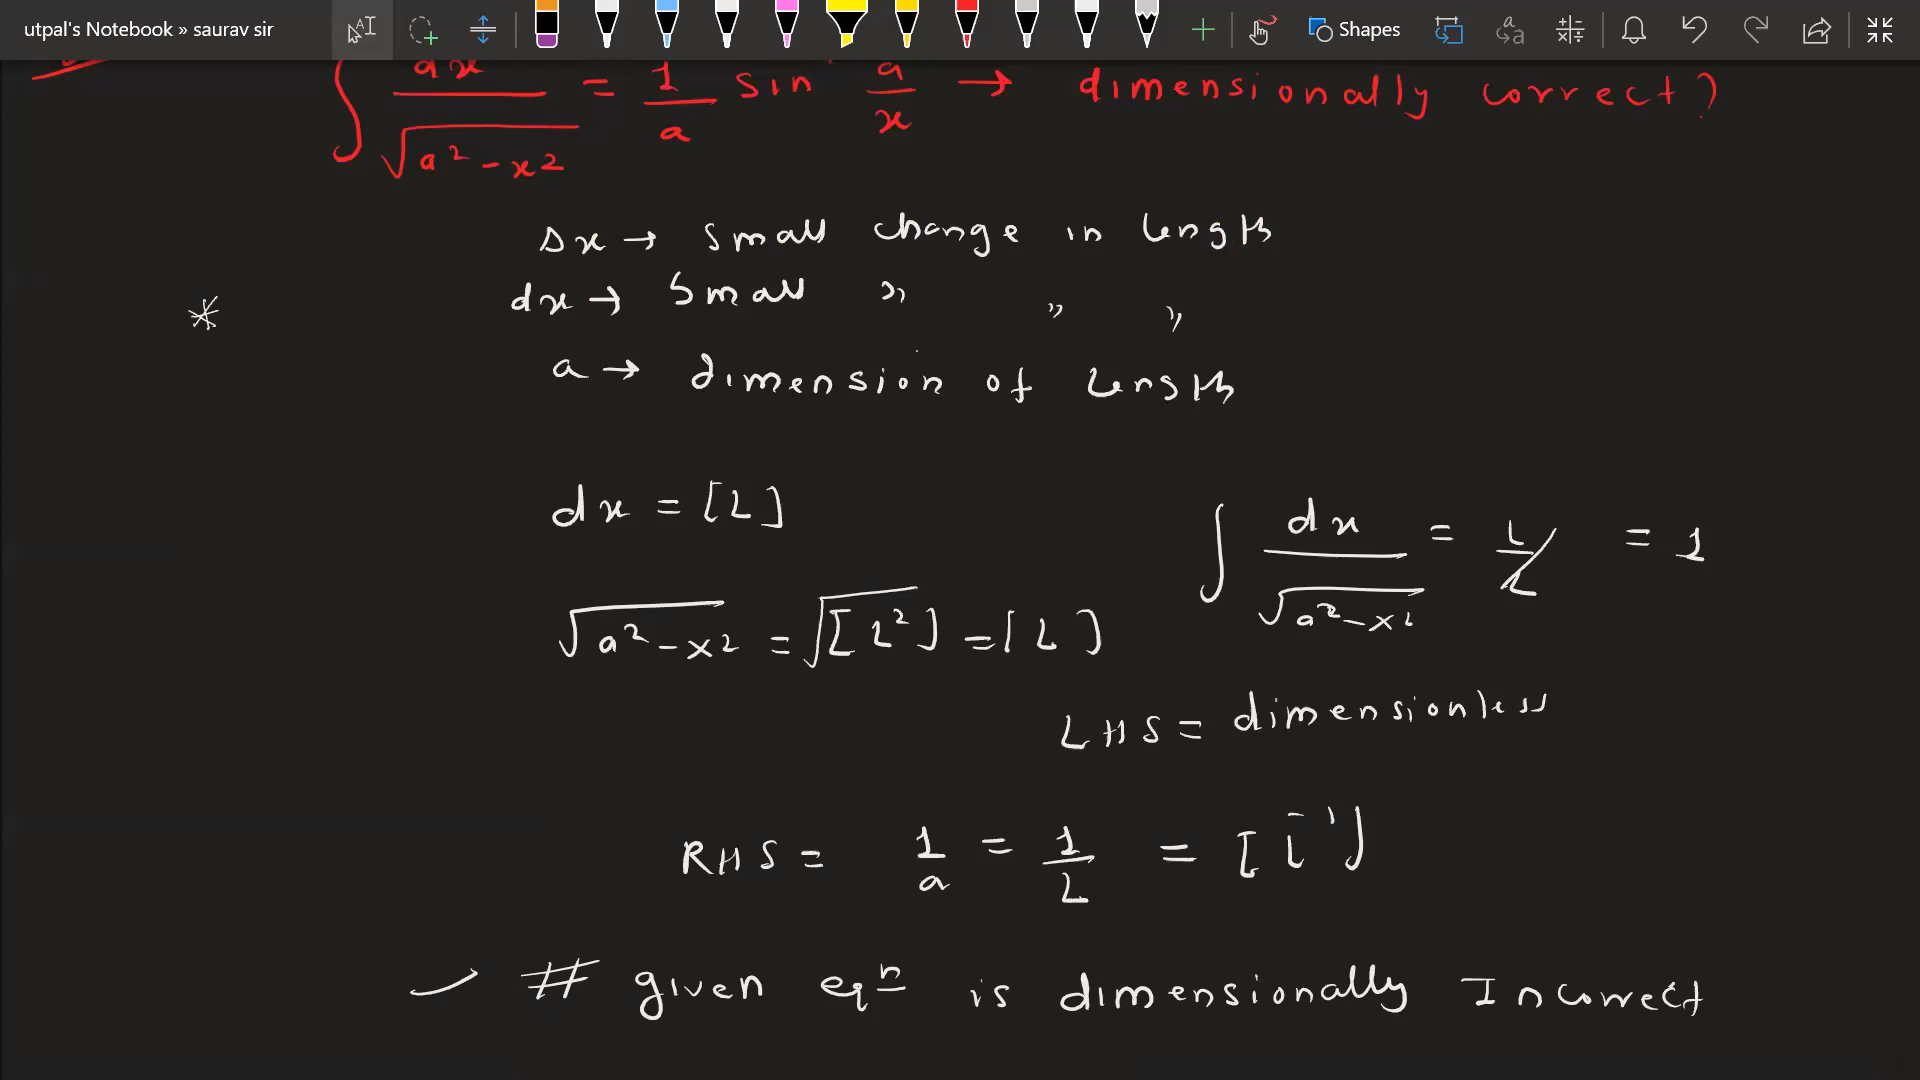 utpal's Notebook » saurav sir
Shapes
∫ dx / √(a² - x²) = 1/a sin a/x → dimensionally correct?
Δx → small change in length
dx → small " " "
a → dimension of length
dx = [L]
√(a² - x²) = √[L²] = [L]
∫ dx / √(a² - x²) = L/L = 1
LHS = dimensionless
RHS = 1/a = 1/L = [L⁻¹]
# given eqⁿ is dimensionally Incorrect